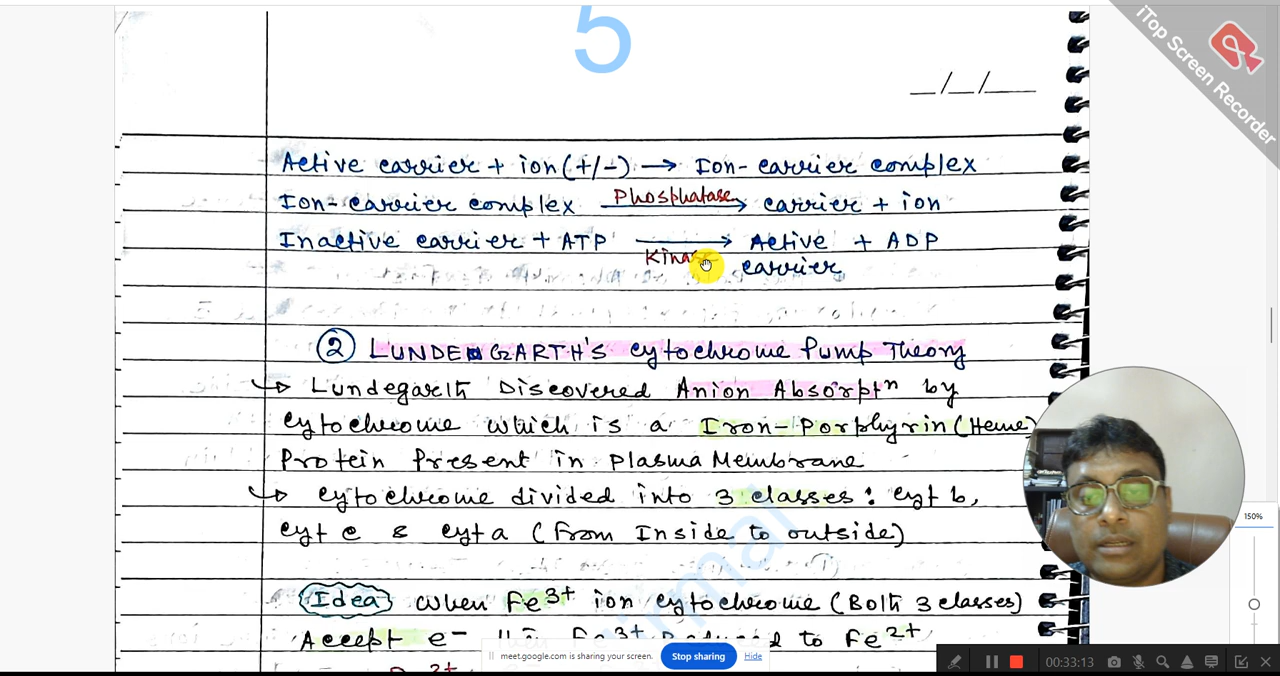 5
iTop Screen Recorder
_/_/_
Active carrier + ion (+/-) → Ion-carrier complex
Ion-carrier complex Phosphatase → carrier + ion
Inactive carrier + ATP → Active + ADP
carrier
② LUNDEGARTH'S cytochrome Pump Theory
↳ Lundegarth Discovered Anion Absorptⁿ by
cytochrome which is a Iron-Porphyrin (Heme)
Protein Present in Plasma Membrane
↳ cytochrome divided into 3 classes: cyt b,
cyt c & cyt a (from Inside to outside)
Idea when Fe³⁺ ion cytochrome (Both 3 classes)
Accept e⁻ Fe³⁺ to Fe²⁺
150%
meet.google.com is sharing your screen. Stop sharing Hide
00:33:13